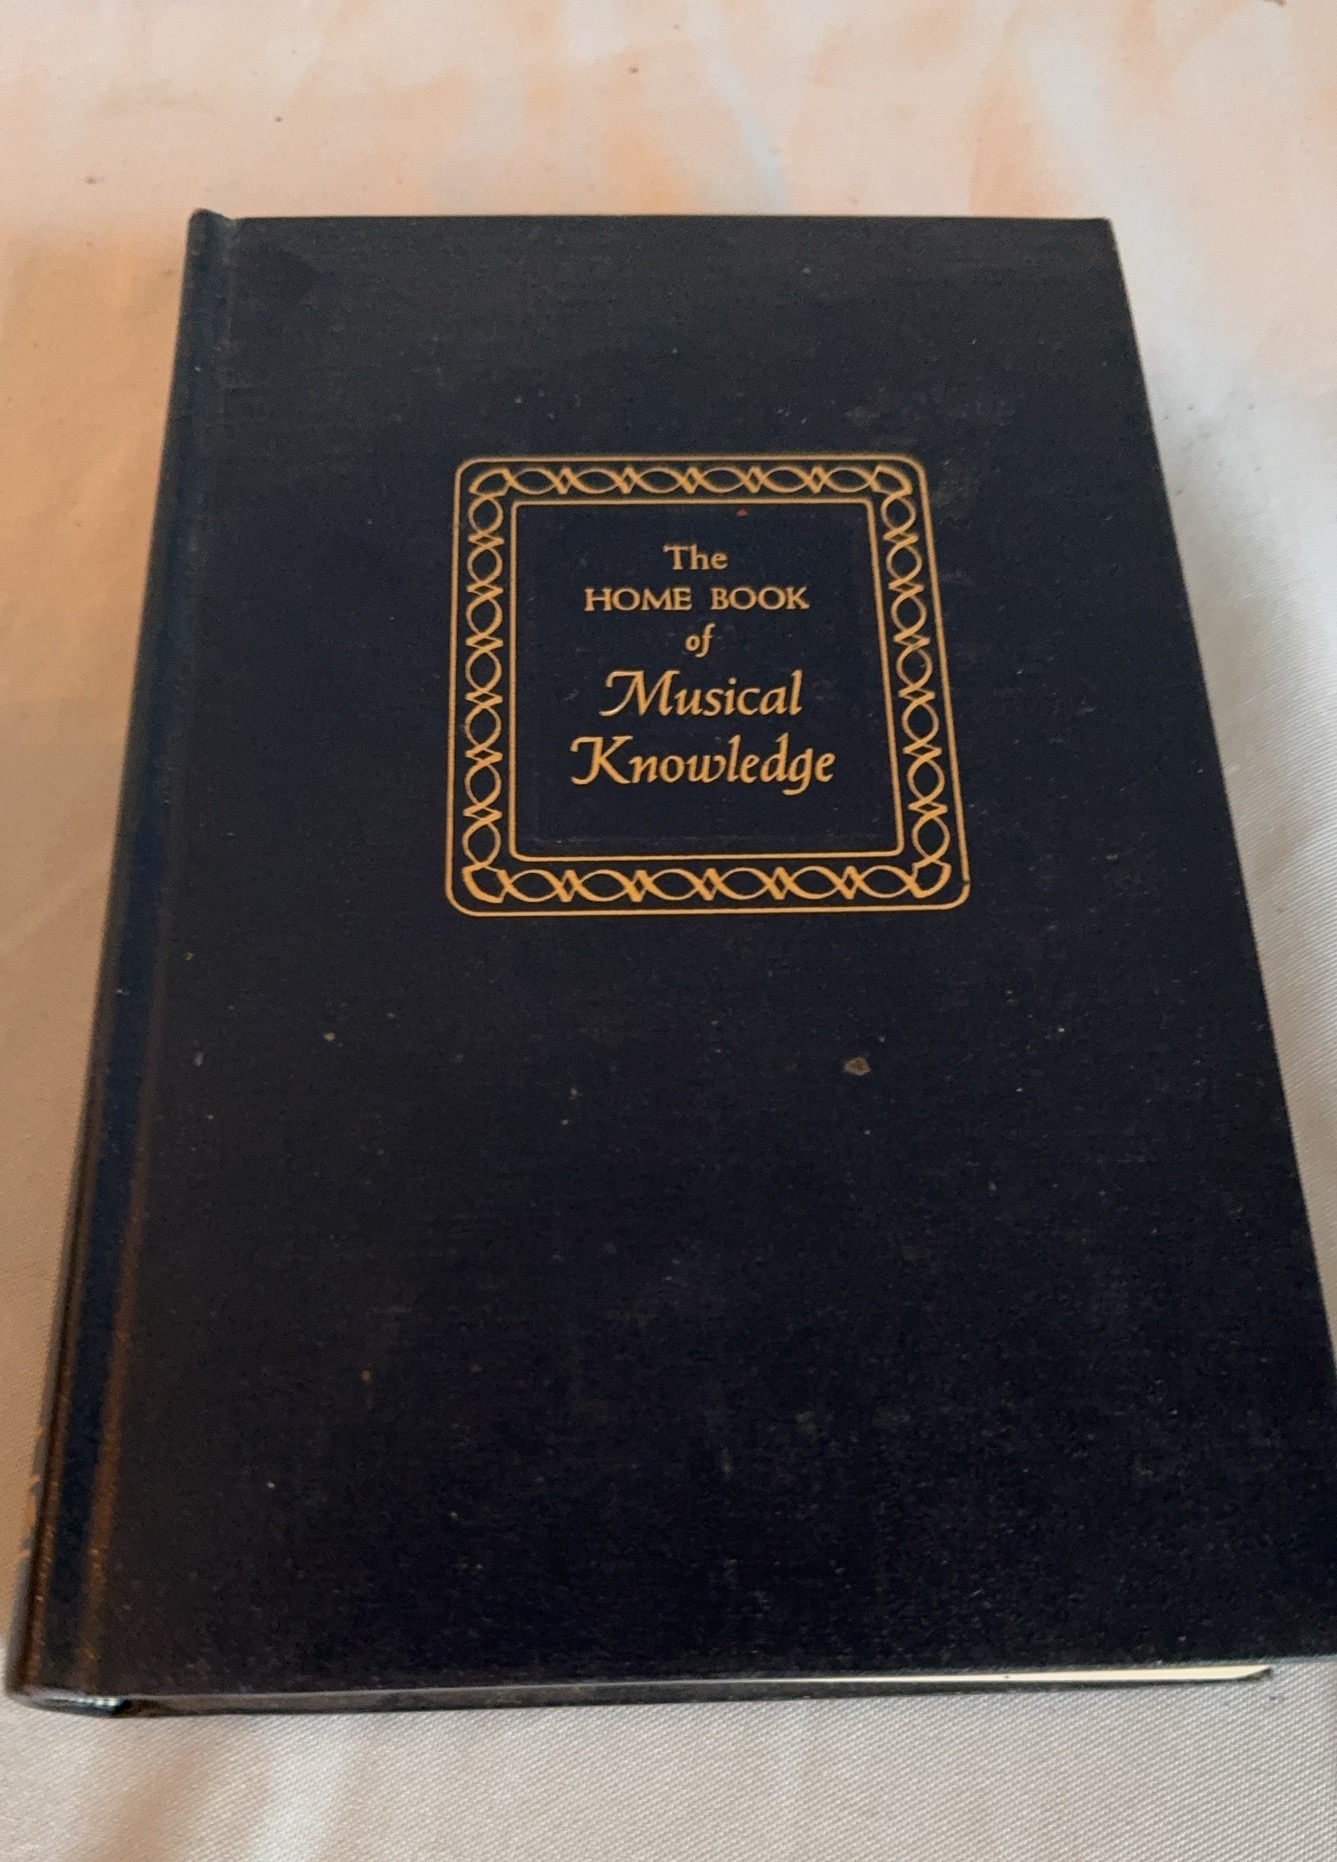 The
HOME BOOK
of
Musical
Knowledge